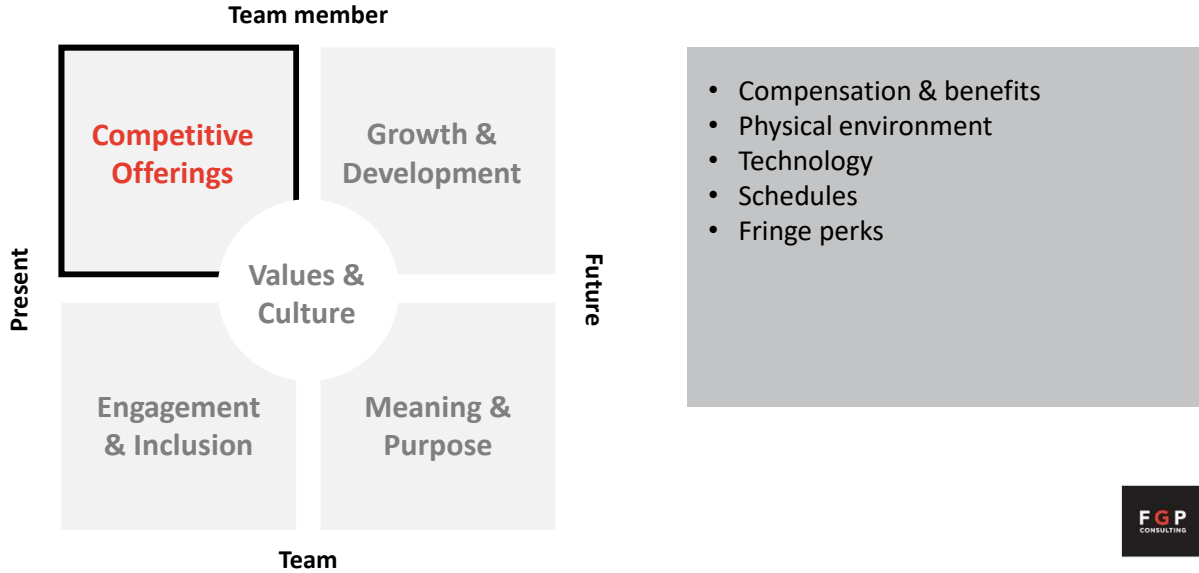 Team member
Competitive
Offerings
Growth &
Development
Values &
Culture
Engagement
& Inclusion
Meaning &
Purpose
Present
Future
Team
• Compensation & benefits
• Physical environment
• Technology
• Schedules
• Fringe perks
FGP
CONSULTING